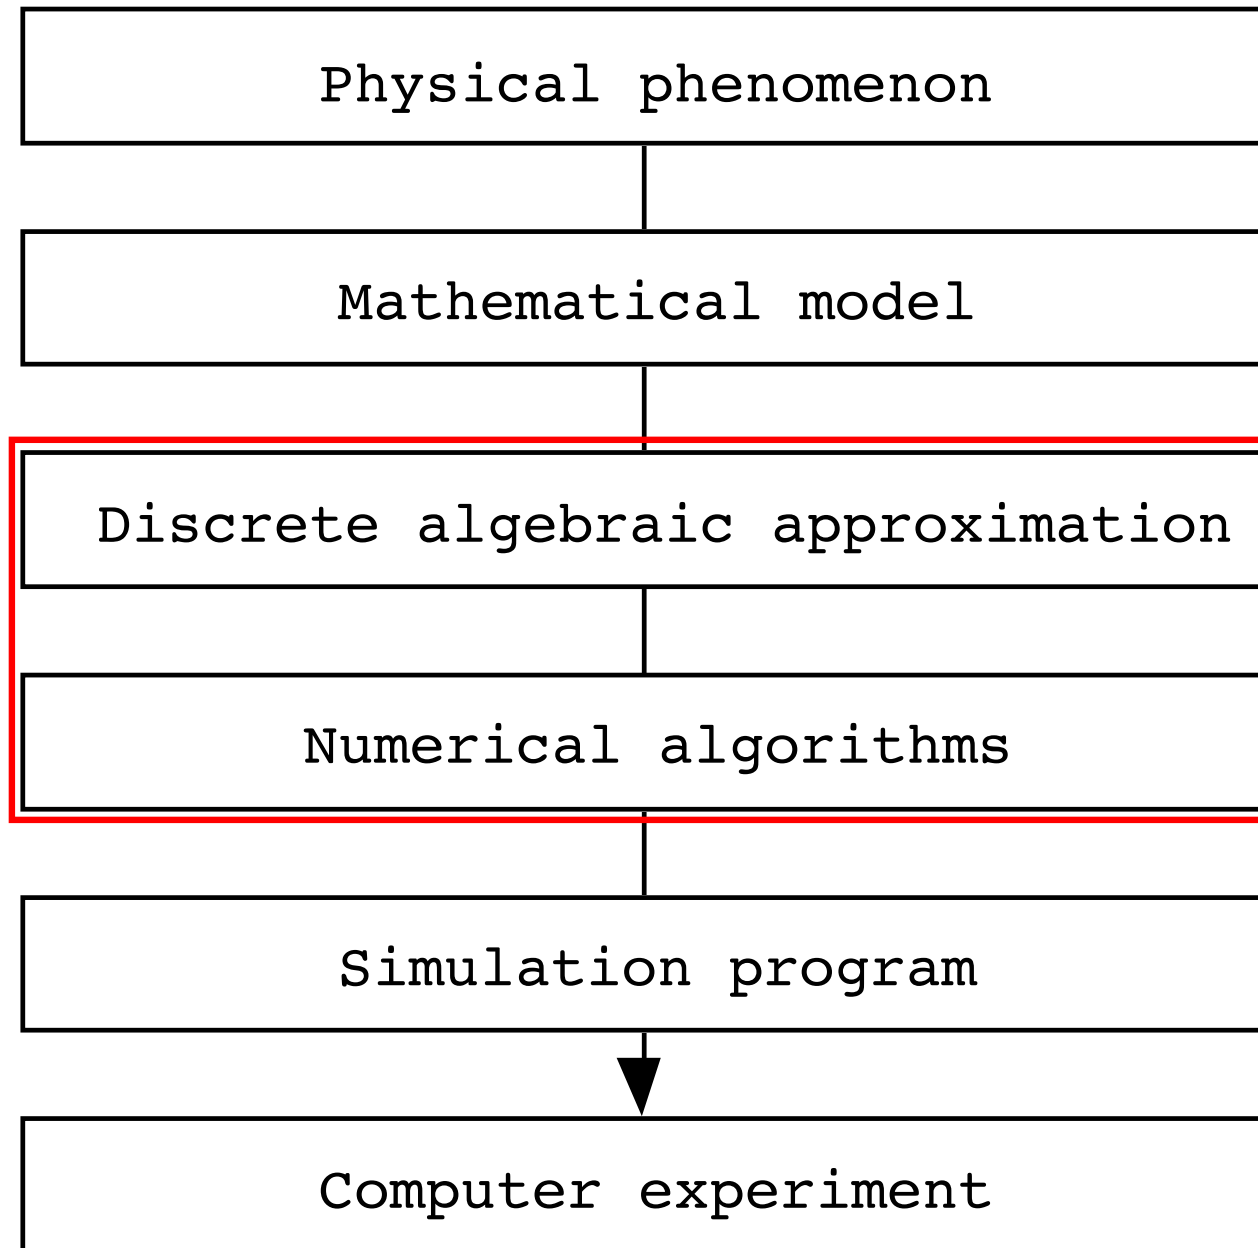 Physical phenomenon
Mathematical model
Discrete algebraic approximation
Numerical algorithms
Simulation program
Computer experiment